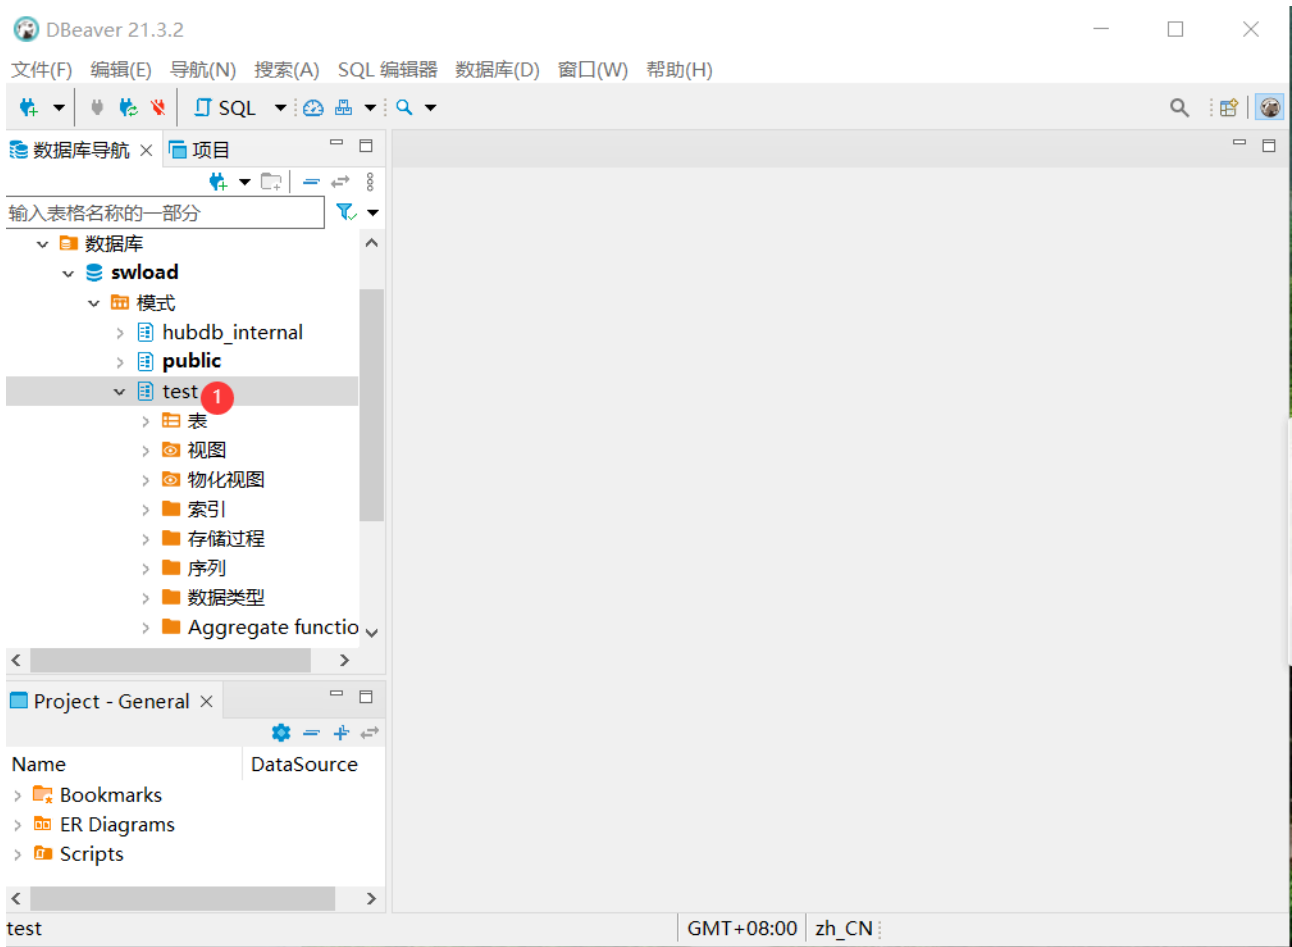 DBeaver 21.3.2
文件(F) 编辑(E) 导航(N) 搜索(A) SQL 编辑器 数据库(D) 窗口(W) 帮助(H)
SQL
数据库导航 项目
输入表格名称的一部分
数据库
swload
模式
hubdb_internal
public
test 1
表
视图
物化视图
索引
存储过程
序列
数据类型
Aggregate functio
Project - General
Name DataSource
Bookmarks
ER Diagrams
Scripts
test GMT+08:00 zh_CN